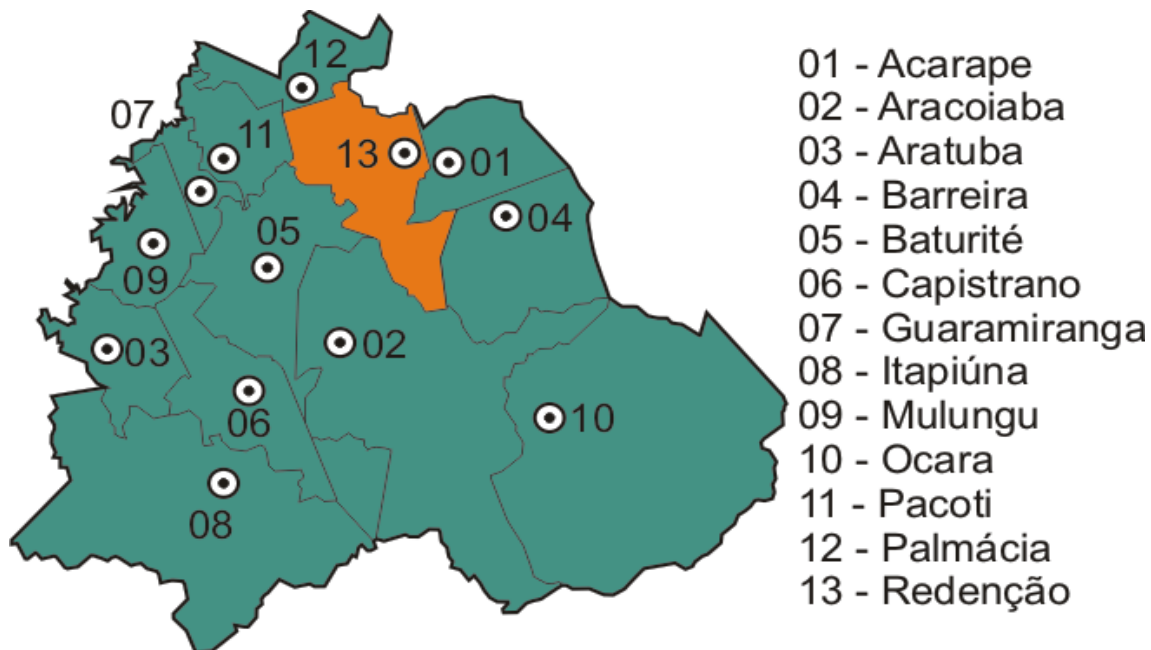 12
07
11
13
01
04
05
09
03
02
06
10
08
01 - Acarape
02 - Aracoiaba
03 - Aratuba
04 - Barreira
05 - Baturité
06 - Capistrano
07 - Guaramiranga
08 - Itapiúna
09 - Mulungu
10 - Ocara
11 - Pacoti
12 - Palmácia
13 - Redenção